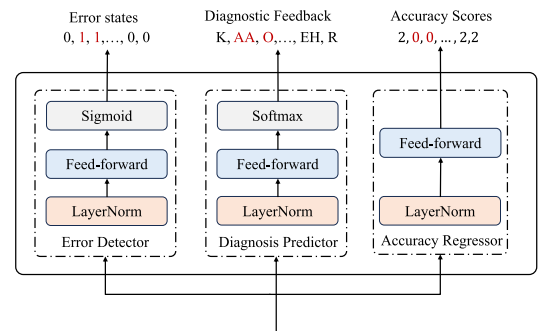 Error states
0, 1, 1,…, 0, 0
Diagnostic Feedback
K, AA, O,…, EH, R
Accuracy Scores
2, 0, 0, …, 2,2
Sigmoid
Feed-forward
LayerNorm
Error Detector
Softmax
Feed-forward
LayerNorm
Diagnosis Predictor
Feed-forward
LayerNorm
Accuracy Regressor